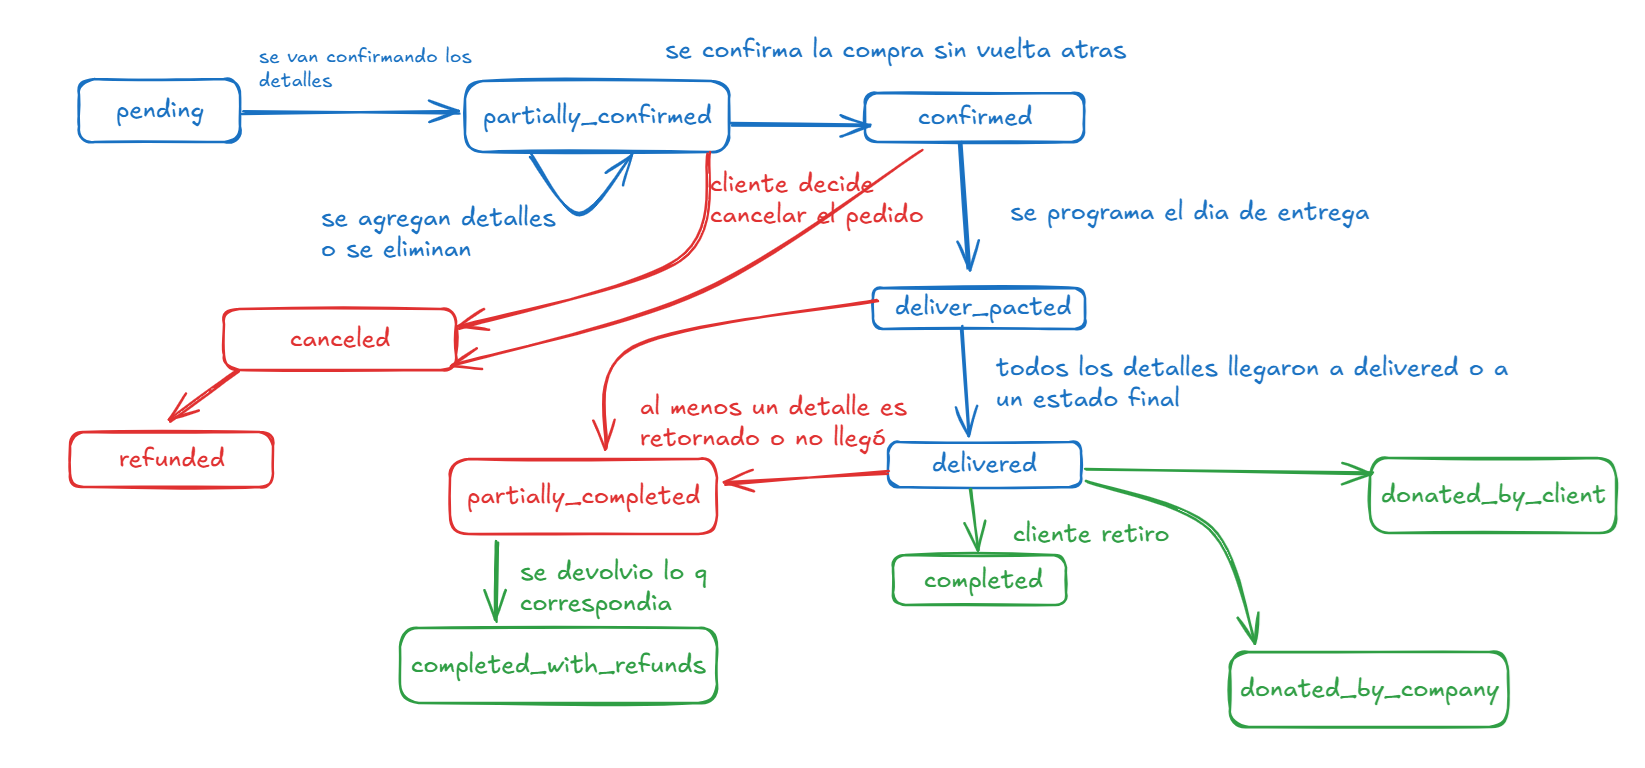 se van confirmando los
detalles
se confirma la compra sin vuelta atras
pending
partially_confirmed
confirmed
cliente decide
cancelar el pedido
se agregan detalles
o se eliminan
se programa el dia de entrega
deliver_pacted
canceled
todos los detalles llegaron a delivered o a
un estado final
al menos un detalle es
retornado o no llegó
refunded
delivered
partially_completed
donated_by_client
cliente retiro
se devolvio lo q
correspondia
completed
completed_with_refunds
donated_by_company